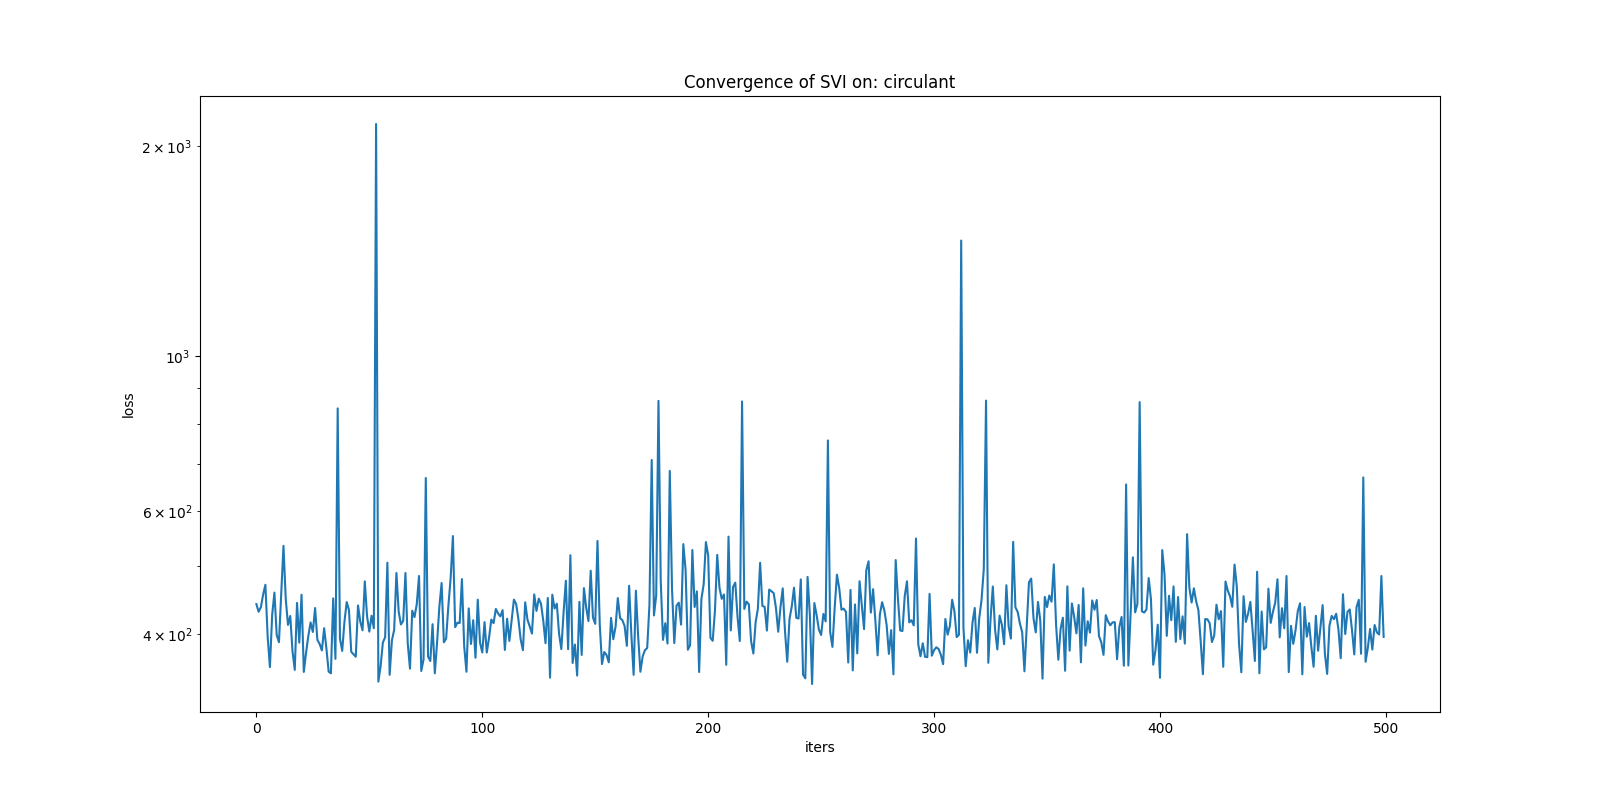 Convergence of SVI on: circulant
2 × 10³
10³
6 × 10²
4 × 10²
loss
0 100 200 300 400 500
iters